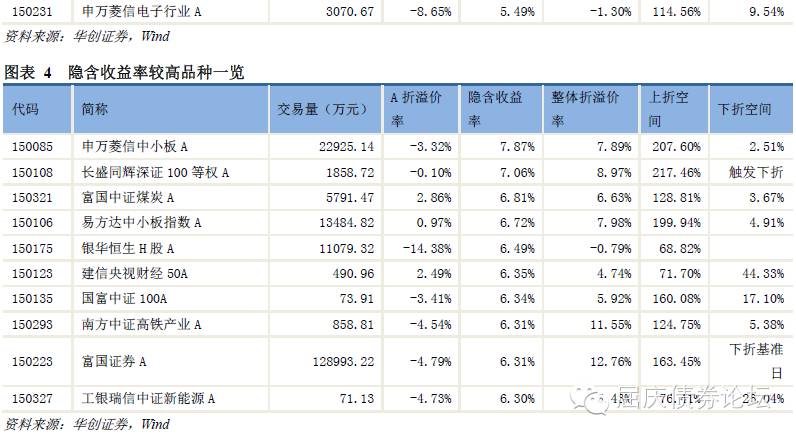 150231 申万菱信电子行业 A 3070.67 -8.65% 5.49% -1.30% 114.56% 9.54%
资料来源：华创证券，Wind
图表 4 隐含收益率较高品种一览
代码 简称 交易量（万元） A 折溢价率 隐含收益率 整体折溢价率 上折空间 下折空间
150085 申万菱信中小板 A 22925.14 -3.32% 7.87% 7.89% 207.60% 2.51%
150108 长盛同辉深证 100 等权 A 1858.72 -0.10% 7.06% 8.97% 217.46% 触发下折
150321 富国中证煤炭 A 5791.47 2.86% 6.81% 6.63% 128.81% 3.67%
150106 易方达中小板指数 A 13484.82 0.97% 6.72% 7.98% 199.94% 4.91%
150175 银华恒生 H 股 A 11079.32 -14.38% 6.49% -0.79% 68.82%
150123 建信央视财经 50A 490.96 2.49% 6.35% 4.74% 71.70% 44.33%
150135 国富中证 100A 73.91 -3.41% 6.34% 5.92% 160.08% 17.10%
150293 南方中证高铁产业 A 858.81 -4.54% 6.31% 11.55% 124.75% 5.38%
150223 富国证券 A 128993.22 -4.79% 6.31% 12.76% 163.45% 下折基准日
150327 工银瑞信中证新能源 A 71.13 -4.73% 6.30% 76.41%
屈庆债券论坛
资料来源：华创证券，Wind